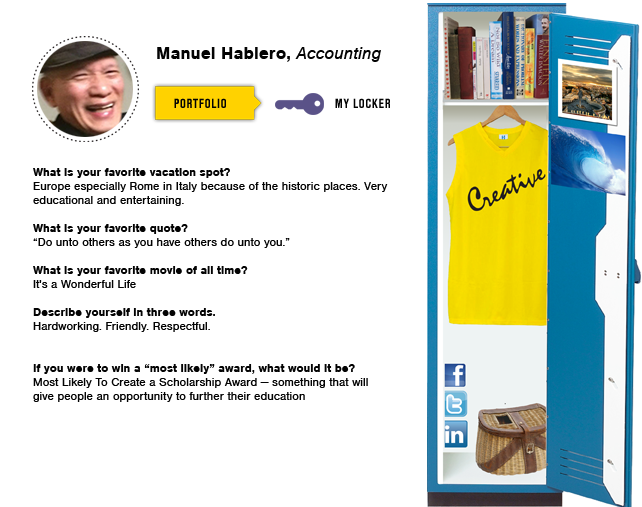 Manuel Hablero, Accounting
PORTFOLIO
MY LOCKER
What is your favorite vacation spot?
Europe especially Rome in Italy because of the historic places. Very
educational and entertaining.
What is your favorite quote?
“Do unto others as you have others do unto you.”
What is your favorite movie of all time?
It's a Wonderful Life
Describe yourself in three words.
Hardworking. Friendly. Respectful.
If you were to win a “most likely” award, what would it be?
Most Likely To Create a Scholarship Award — something that will
give people an opportunity to further their education
Creative
f
t
in